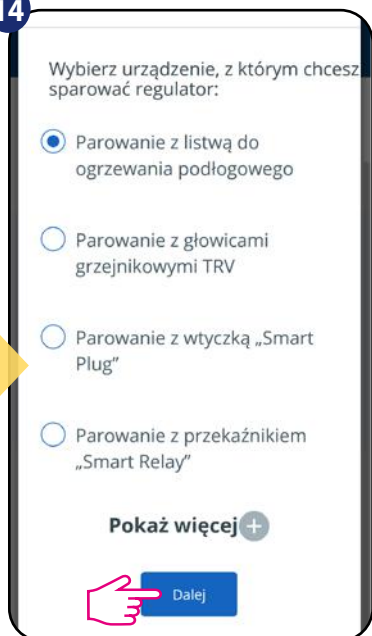 14
Wybierz urządzenie, z którym chcesz
sparować regulator:
Parowanie z listwą do
ogrzewania podłogowego
Parowanie z głowicami
grzejnikowymi TRV
Parowanie z wtyczką „Smart
Plug”
Parowanie z przekaźnikiem
„Smart Relay”
Pokaż więcej
Dalej